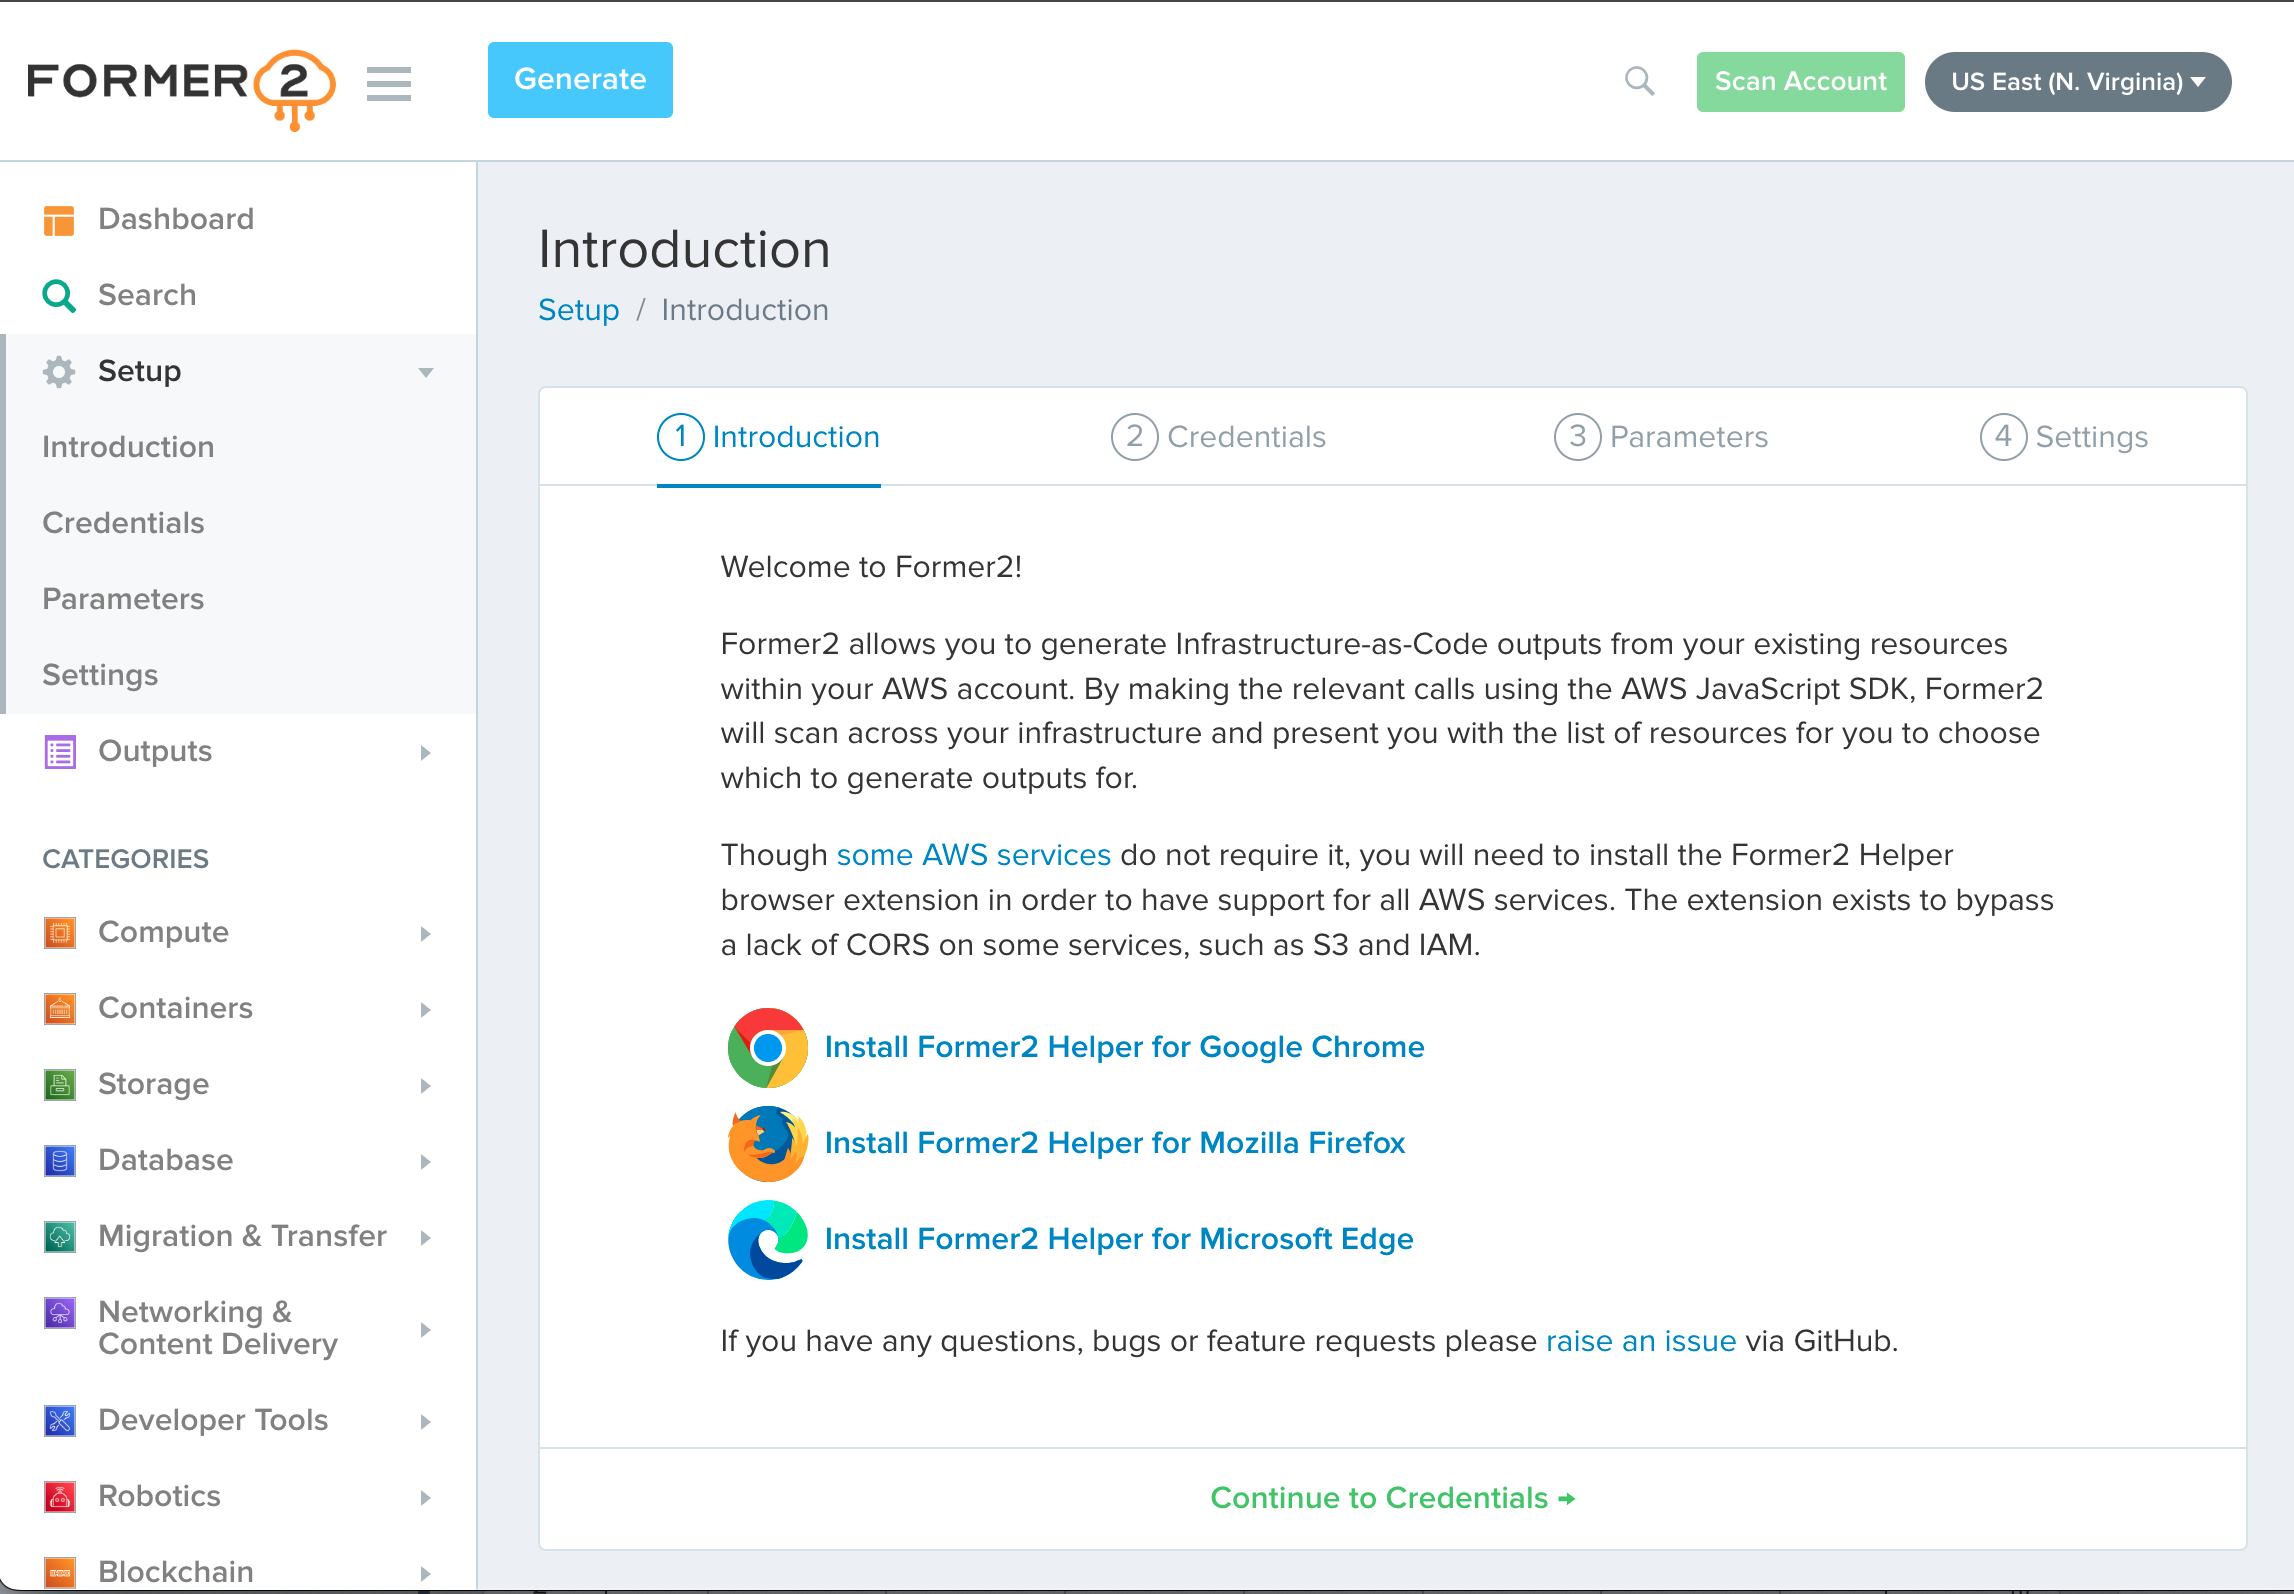 FORMER 2
Generate
Scan Account
US East (N. Virginia)
Dashboard
Search
Setup
Introduction
Credentials
Parameters
Settings
Outputs
CATEGORIES
Compute
Containers
Storage
Database
Migration & Transfer
Networking &
Content Delivery
Developer Tools
Robotics
Blockchain
Introduction
Setup / Introduction
1 Introduction
2 Credentials
3 Parameters
4 Settings
Welcome to Former2!
Former2 allows you to generate Infrastructure-as-Code outputs from your existing resources
within your AWS account. By making the relevant calls using the AWS JavaScript SDK, Former2
will scan across your infrastructure and present you with the list of resources for you to choose
which to generate outputs for.
Though some AWS services do not require it, you will need to install the Former2 Helper
browser extension in order to have support for all AWS services. The extension exists to bypass
a lack of CORS on some services, such as S3 and IAM.
Install Former2 Helper for Google Chrome
Install Former2 Helper for Mozilla Firefox
Install Former2 Helper for Microsoft Edge
If you have any questions, bugs or feature requests please raise an issue via GitHub.
Continue to Credentials →